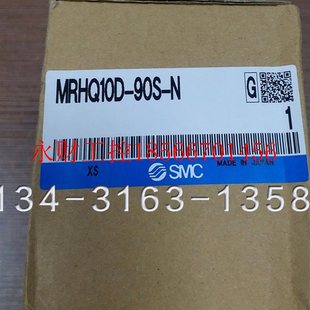 MRHQ10D-90S-N
G
1
MADE IN JAPAN
XS
SMC
134-3163-1358